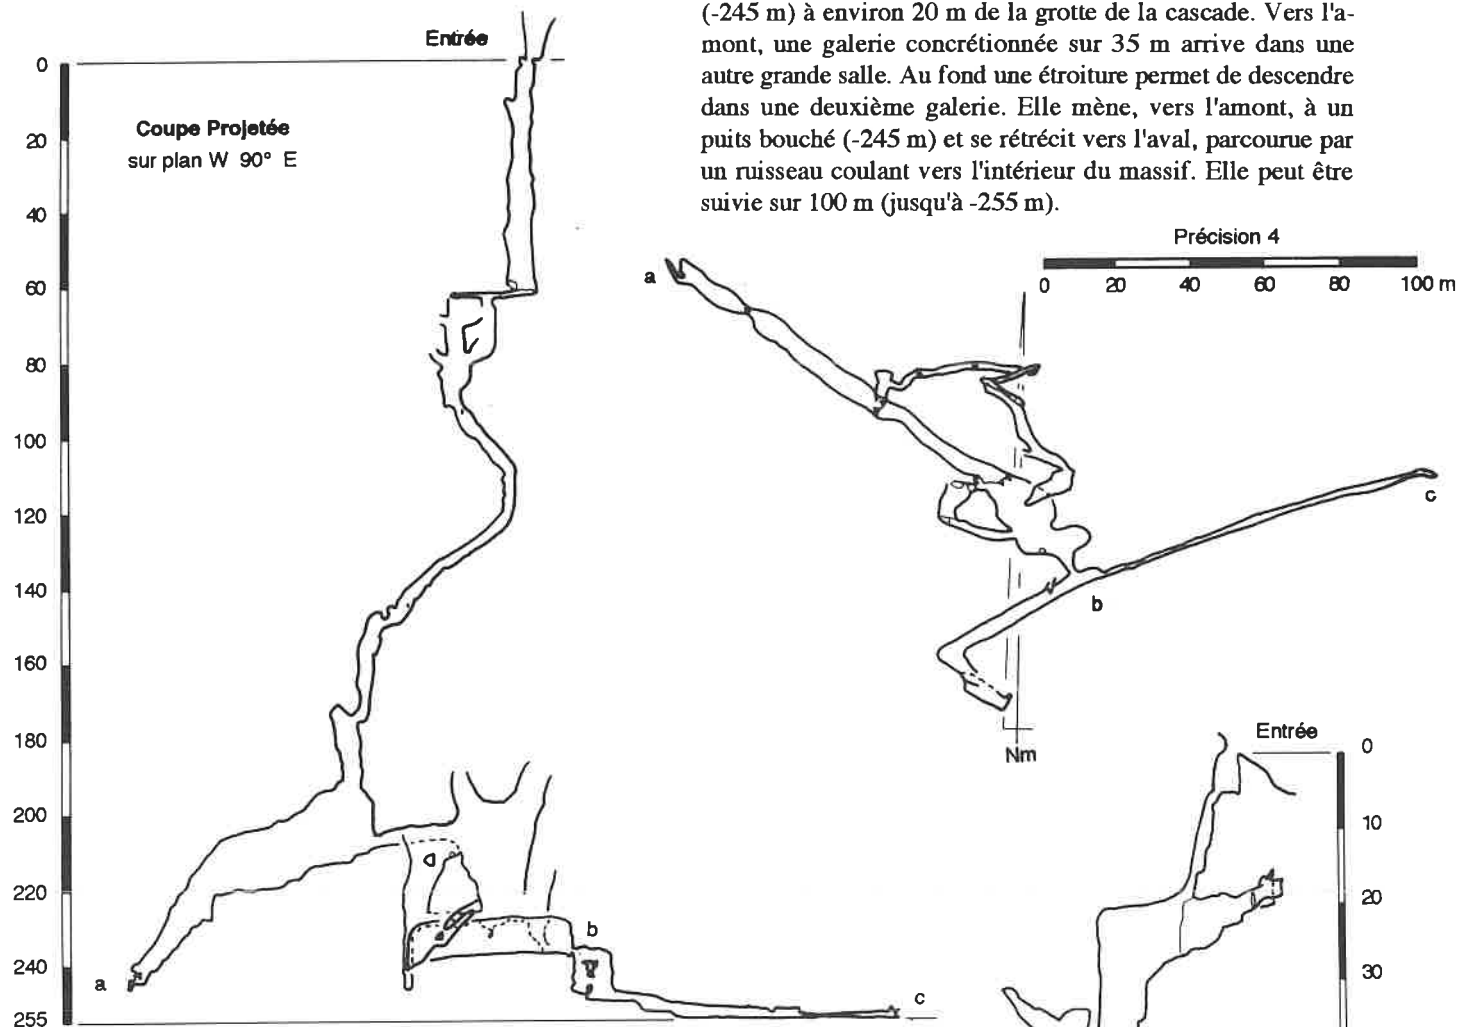 (-245 m) à environ 20 m de la grotte de la cascade. Vers l'a-
mont, une galerie concrétionnée sur 35 m arrive dans une
autre grande salle. Au fond une étroiture permet de descendre
dans une deuxième galerie. Elle mène, vers l'amont, à un
puits bouché (-245 m) et se rétrécit vers l'aval, parcourue par
un ruisseau coulant vers l'intérieur du massif. Elle peut être
suivie sur 100 m (jusqu'à -255 m).
Entrée
Coupe Projetée
sur plan W 90° E
0
20
40
60
80
100
120
140
160
180
200
220
240
255
a
b
c
Précision 4
0 20 40 60 80 100 m
a
b
c
Nm
Entrée
0
10
20
30